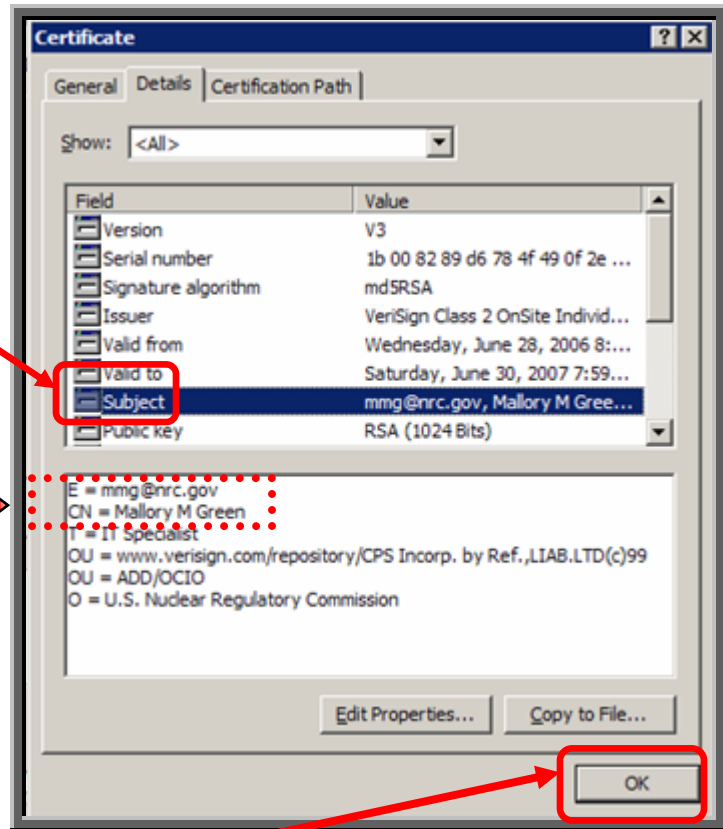 Certificate
General Details Certification Path
Show: <All>
Field Value
Version V3
Serial number 1b 00 82 89 d6 78 4f 49 0f 2e ...
Signature algorithm md5RSA
Issuer VeriSign Class 2 OnSite Individ...
Valid from Wednesday, June 28, 2006 8:...
Valid to Saturday, June 30, 2007 7:59...
Subject mmg@nrc.gov, Mallory M Gree...
Public key RSA (1024 Bits)
E = mmg@nrc.gov
CN = Mallory M Green
T = IT Specialist
OU = www.verisign.com/repository/CPS Incorp. by Ref.,LIAB.LTD(c)99
OU = ADD/OCIO
O = U.S. Nuclear Regulatory Commission
Edit Properties... Copy to File...
OK